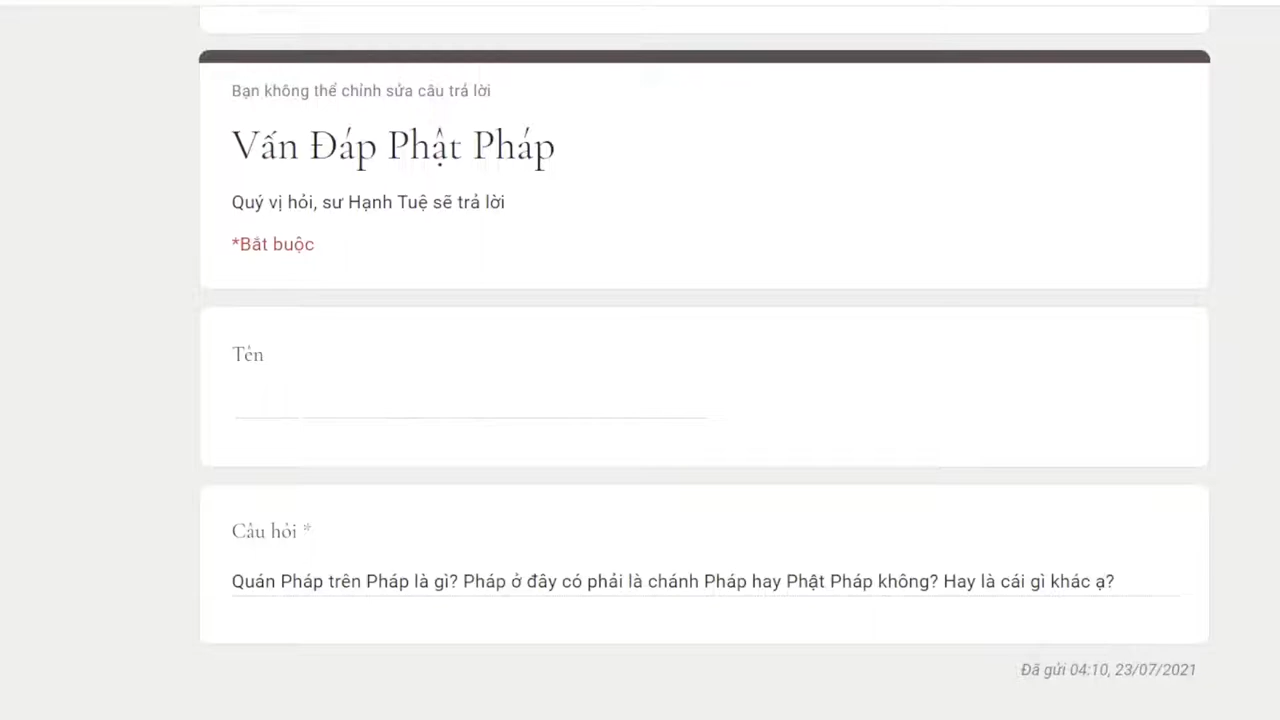 Bạn không thể chỉnh sửa câu trả lời
Vấn Đáp Phật Pháp
Quý vị hỏi, sư Hạnh Tuệ sẽ trả lời
*Bắt buộc
Tên
Câu hỏi *
Quán Pháp trên Pháp là gì? Pháp ở đây có phải là chánh Pháp hay Phật Pháp không? Hay là cái gì khác ạ?
Đã gửi 04:10, 23/07/2021